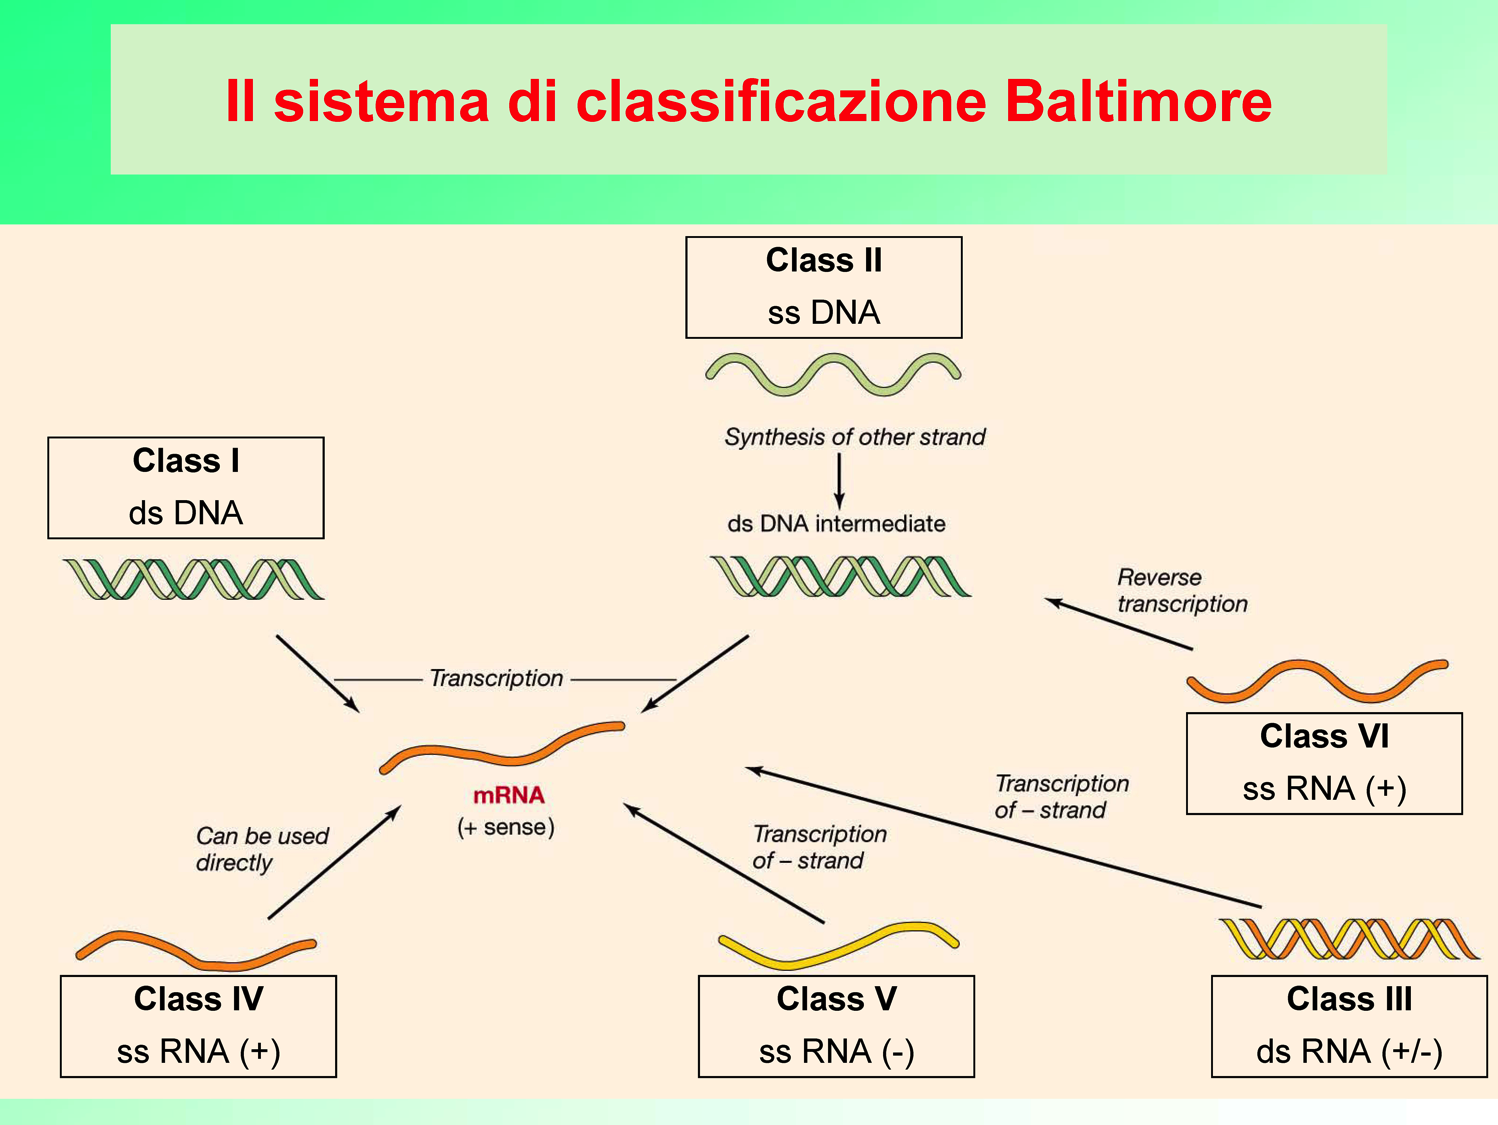 Il sistema di classificazione Baltimore
Class II
ss DNA
Synthesis of other strand
ds DNA intermediate
Class I
ds DNA
Reverse
transcription
Transcription
mRNA
(+ sense)
Can be used
directly
Transcription
of – strand
Transcription
of – strand
Class VI
ss RNA (+)
Class IV
ss RNA (+)
Class V
ss RNA (-)
Class III
ds RNA (+/-)